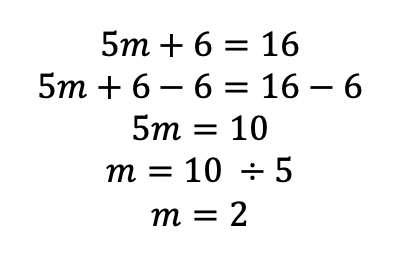 5m + 6 = 16
5m + 6 − 6 = 16 − 6
5m = 10
m = 10 ÷ 5
m = 2